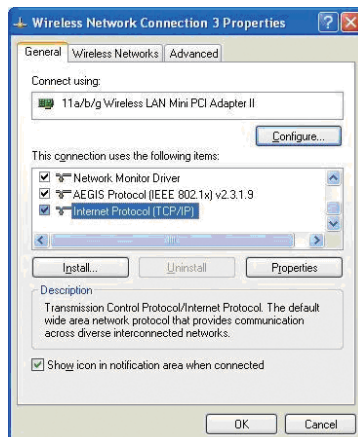 Wireless Network Connection 3 Properties
General Wireless Networks Advanced
Connect using:
11a/b/g Wireless LAN Mini PCI Adapter II
Configure...
This connection uses the following items:
Network Monitor Driver
AEGIS Protocol (IEEE 802.1x) v2.3.1.9
Internet Protocol (TCP/IP)
Install... Uninstall Properties
Description
Transmission Control Protocol/Internet Protocol. The default
wide area network protocol that provides communication
across diverse interconnected networks.
Show icon in notification area when connected
OK Cancel